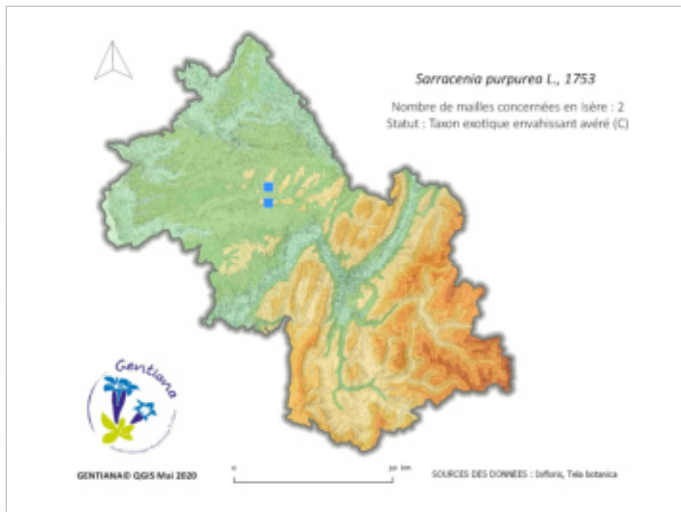 Sarracenia purpurea L., 1753
Nombre de mailles concernées en Isère : 2
Statut : Taxon exotique envahissant avéré (C)
Gentiana
GENTIANA© QGIS Mai 2020
0
50 km
SOURCES DES DONNEES : Infloris, Tela botanica